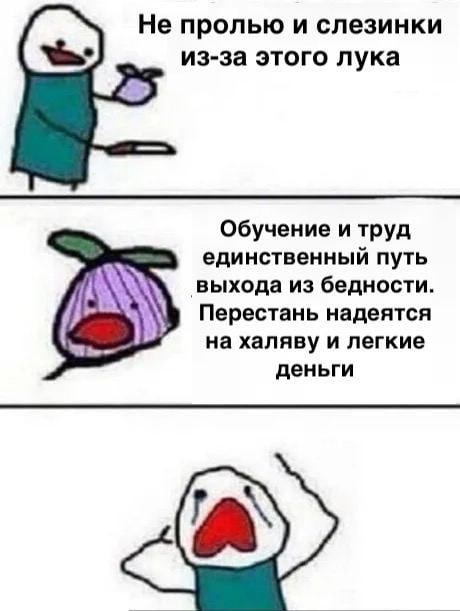 Не пролью и слезинки
из-за этого лука
Обучение и труд
единственный путь
выхода из бедности.
Перестань надеятся
на халяву и легкие
деньги